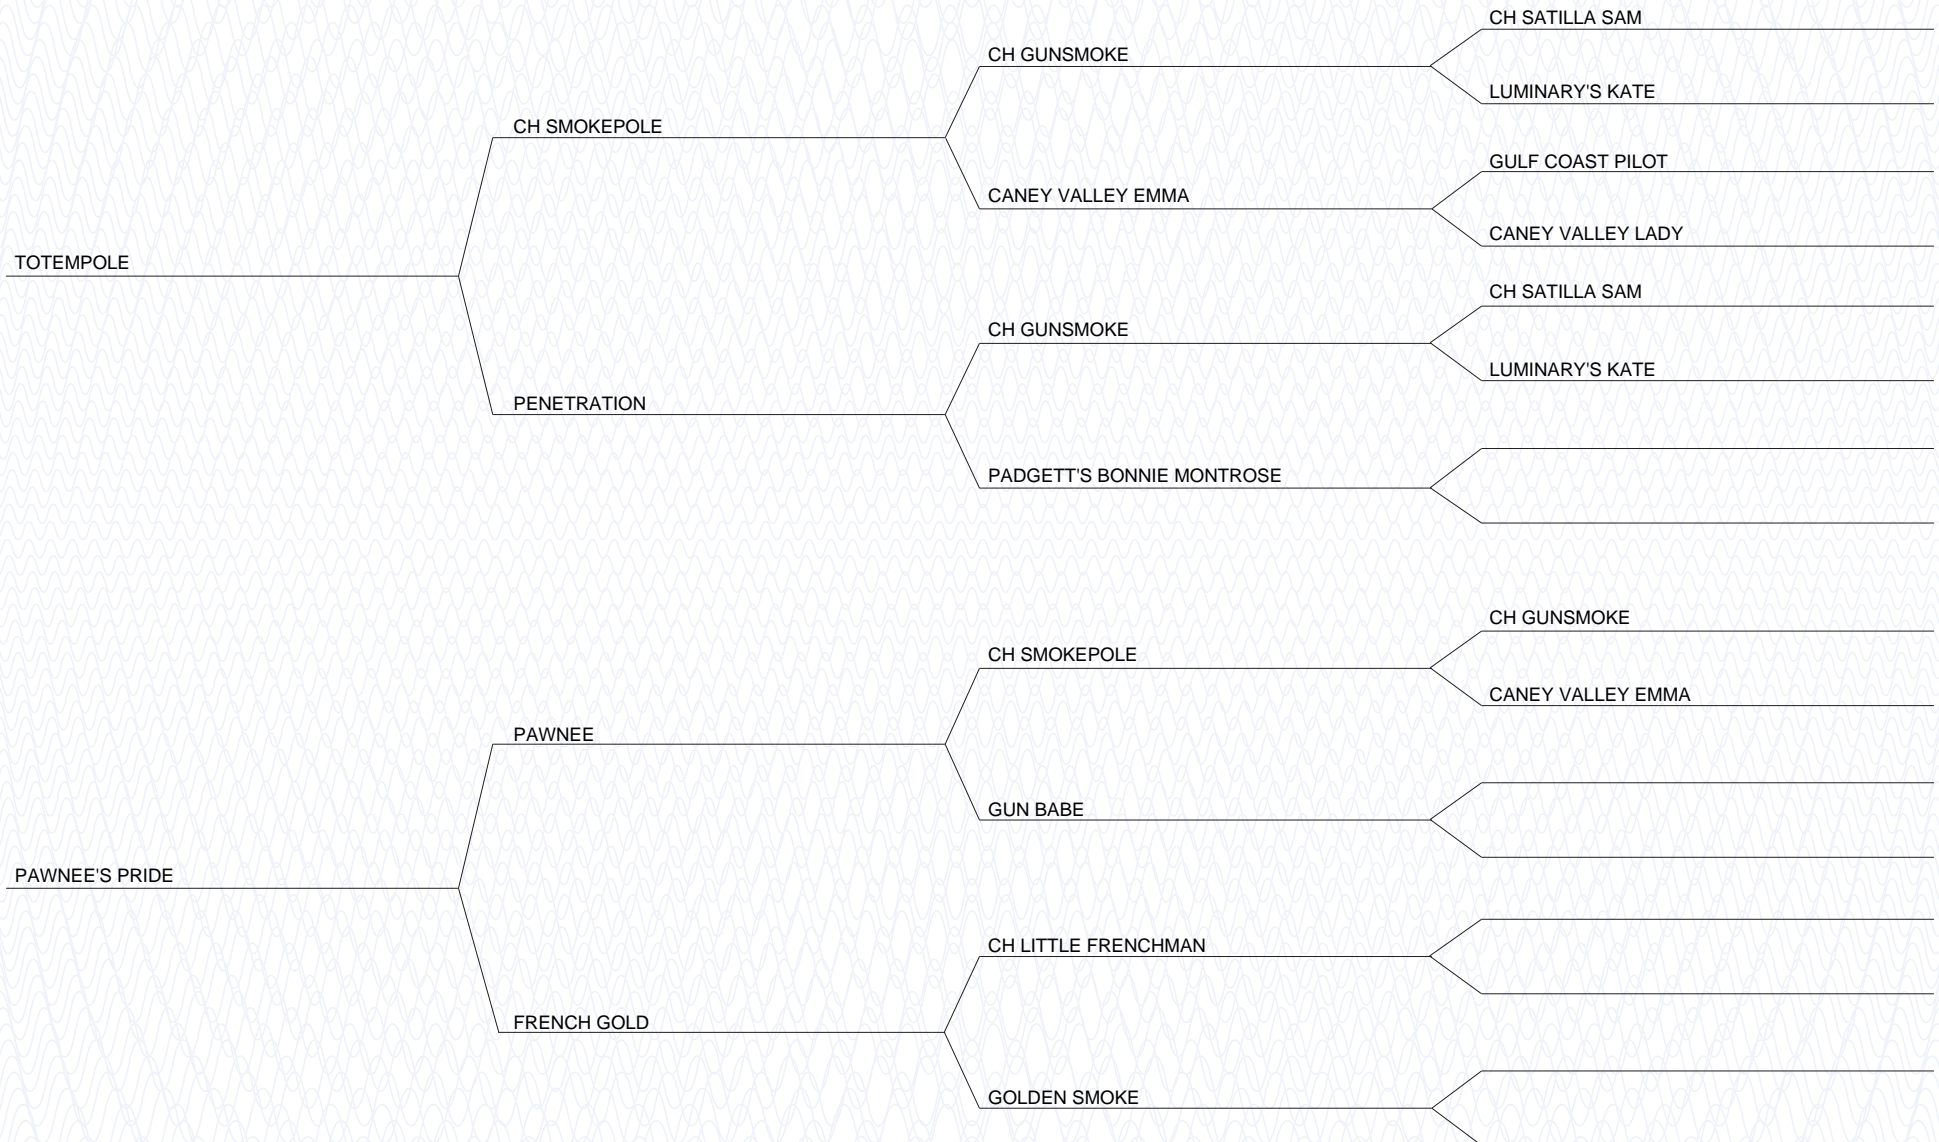 CH SATILLA SAM
CH GUNSMOKE
LUMINARY'S KATE
CH SMOKEPOLE
GULF COAST PILOT
CANEY VALLEY EMMA
CANEY VALLEY LADY
TOTEMPOLE
CH SATILLA SAM
CH GUNSMOKE
LUMINARY'S KATE
PENETRATION
PADGETT'S BONNIE MONTROSE
CH GUNSMOKE
CH SMOKEPOLE
CANEY VALLEY EMMA
PAWNEE
GUN BABE
PAWNEE'S PRIDE
CH LITTLE FRENCHMAN
FRENCH GOLD
GOLDEN SMOKE